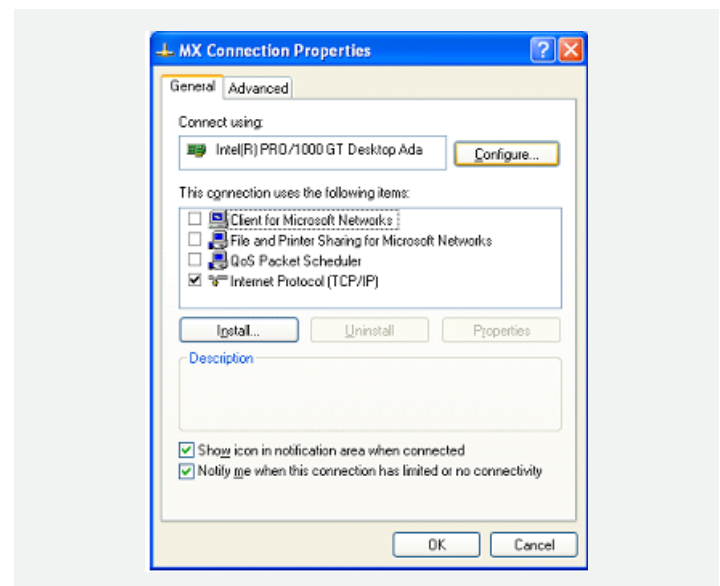 MX Connection Properties
General Advanced
Connect using:
Intel(R) PRO/1000 GT Desktop Ada Configure...
This connection uses the following items:
Client for Microsoft Networks
File and Printer Sharing for Microsoft Networks
QoS Packet Scheduler
Internet Protocol (TCP/IP)
Install... Uninstall Properties
Description
Show icon in notification area when connected
Notify me when this connection has limited or no connectivity
OK Cancel